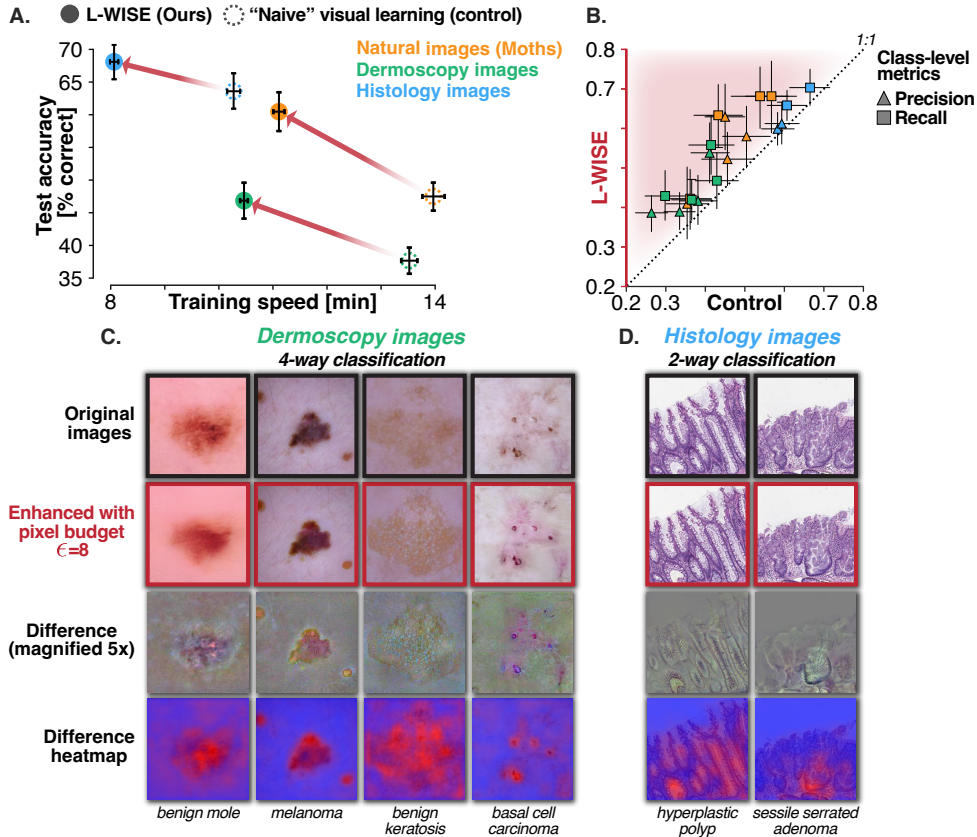 A.
L-WISE (Ours)
“Naive” visual learning (control)
70
65
40
35
Test accuracy
[% correct]
Natural images (Moths)
Dermoscopy images
Histology images
8
Training speed [min]
14
B.
1:1
0.8
0.7
0.3
0.2
L-WISE
0.2
0.3
Control
0.7
0.8
Class-level
metrics
Precision
Recall
C.
Dermoscopy images
4-way classification
D.
Histology images
2-way classification
Original
images
Enhanced with
pixel budget
ϵ=8
Difference
(magnified 5x)
Difference
heatmap
benign mole
melanoma
benign
keratosis
basal cell
carcinoma
hyperplastic
polyp
sessile serrated
adenoma